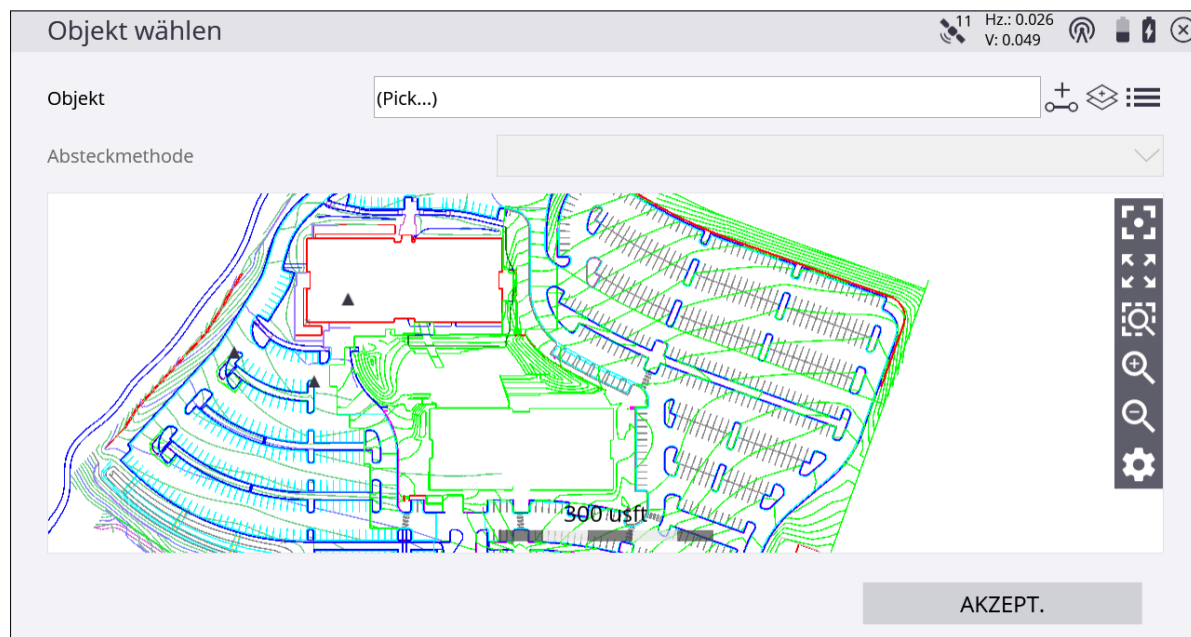 Objekt wählen
11
Hz.: 0.026
V: 0.049
Objekt
(Pick...)
Absteckmethode
300 usft
AKZEPT.